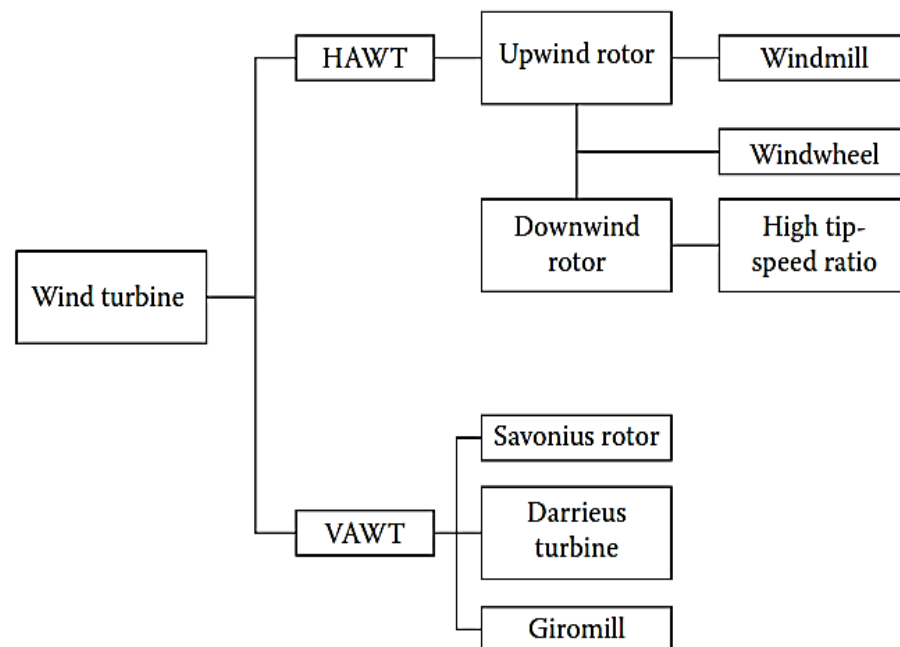 HAWT
Upwind rotor
Windmill
Windwheel
Downwind
rotor
High tip-
speed ratio
Wind turbine
Savonius rotor
VAWT
Darrieus
turbine
Giromill